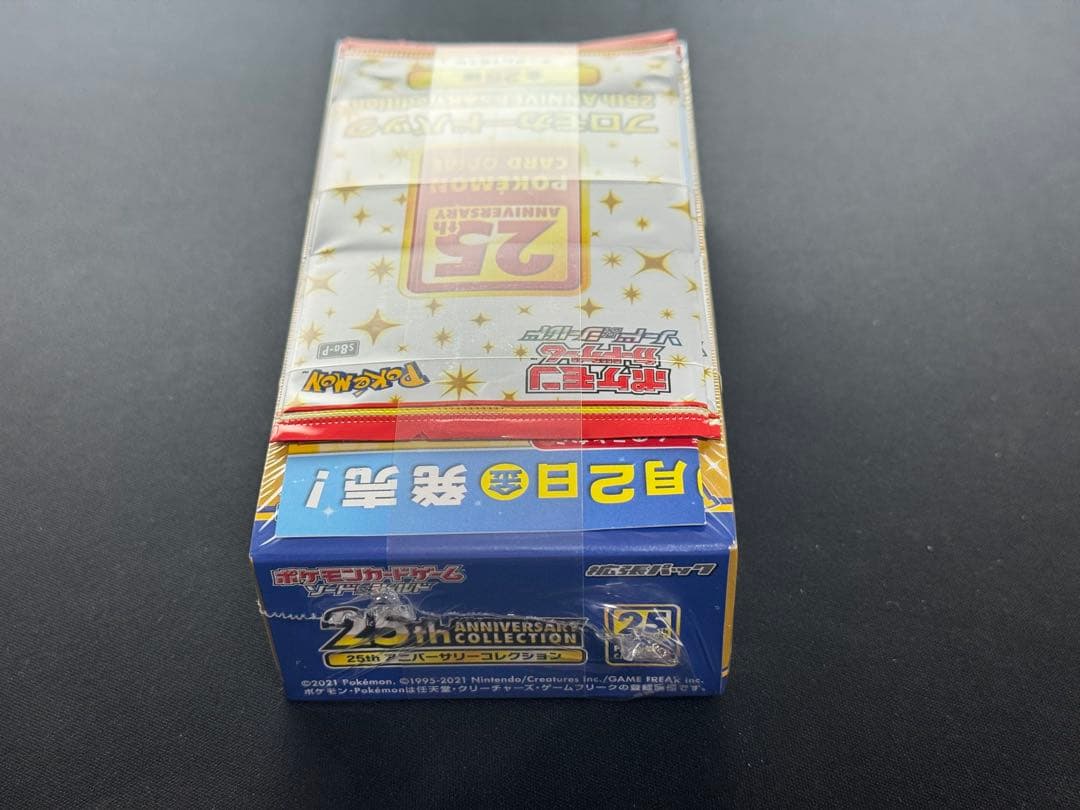 プロモカードパック
25th ANNIVERSARY edition
25th
ANNIVERSARY
POKÉMON
CARD GAME
ポケモン
カードゲーム
ソード&シールド
s8a-P
POKéMON
月2日金発売!
ポケモンカードゲーム
ソード&シールド
拡張パック
25th ANNIVERSARY
COLLECTION
25th アニバーサリーコレクション
25
©2021 Pokémon. ©1995-2021 Nintendo/Creatures Inc./GAME FREAK inc.
ポケモン・Pokémonは任天堂・クリーチャーズ・ゲームフリークの登録商標です。